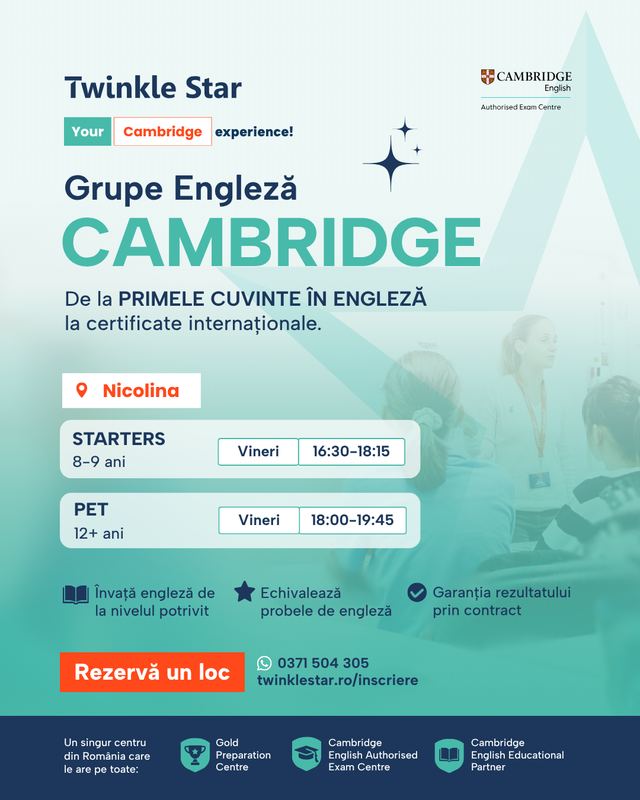 Twinkle Star
CAMBRIDGE
English
Authorised Exam Centre
Your Cambridge experience!
Grupe Engleză
CAMBRIDGE
De la PRIMELE CUVINTE ÎN ENGLEZĂ
la certificate internaționale.
Nicolina
STARTERS
8-9 ani
Vineri 16:30-18:15
PET
12+ ani
Vineri 18:00-19:45
Învață engleză de
la nivelul potrivit
Echivalează
probele de engleză
Garanția rezultatului
prin contract
Rezervă un loc
0371 504 305
twinklestar.ro/inscriere
Un singur centru
din România care
le are pe toate:
Gold
Preparation
Centre
Cambridge
English Authorised
Exam Centre
Cambridge
English Educational
Partner